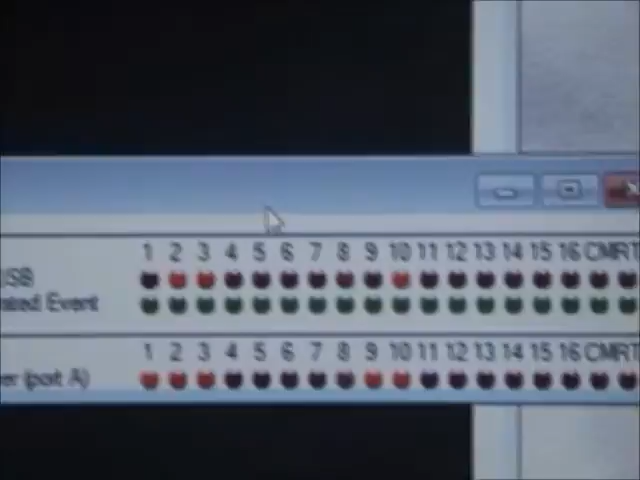 1 2 3 4 5 6 7 8 9 10 11 12 13 14 15 16 CMRT
USB
ated Event
1 2 3 4 5 6 7 8 9 10 11 12 13 14 15 16 CMRT
er (port A)